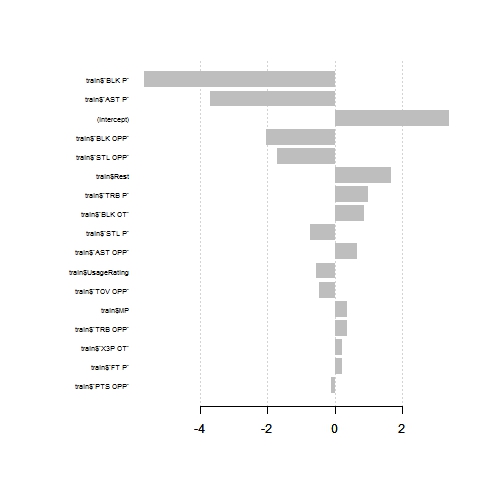 train$`BLK P`
train$`AST P`
(Intercept)
train$`BLK OPP`
train$`STL OPP`
train$Rest
train$`TRB P`
train$`BLK OT`
train$`STL P`
train$`AST OPP`
train$UsageRating
train$`TOV OPP`
train$MP
train$`TRB OPP`
train$`X3P OT`
train$`FT P`
train$`PTS OPP`
-4 -2 0 2